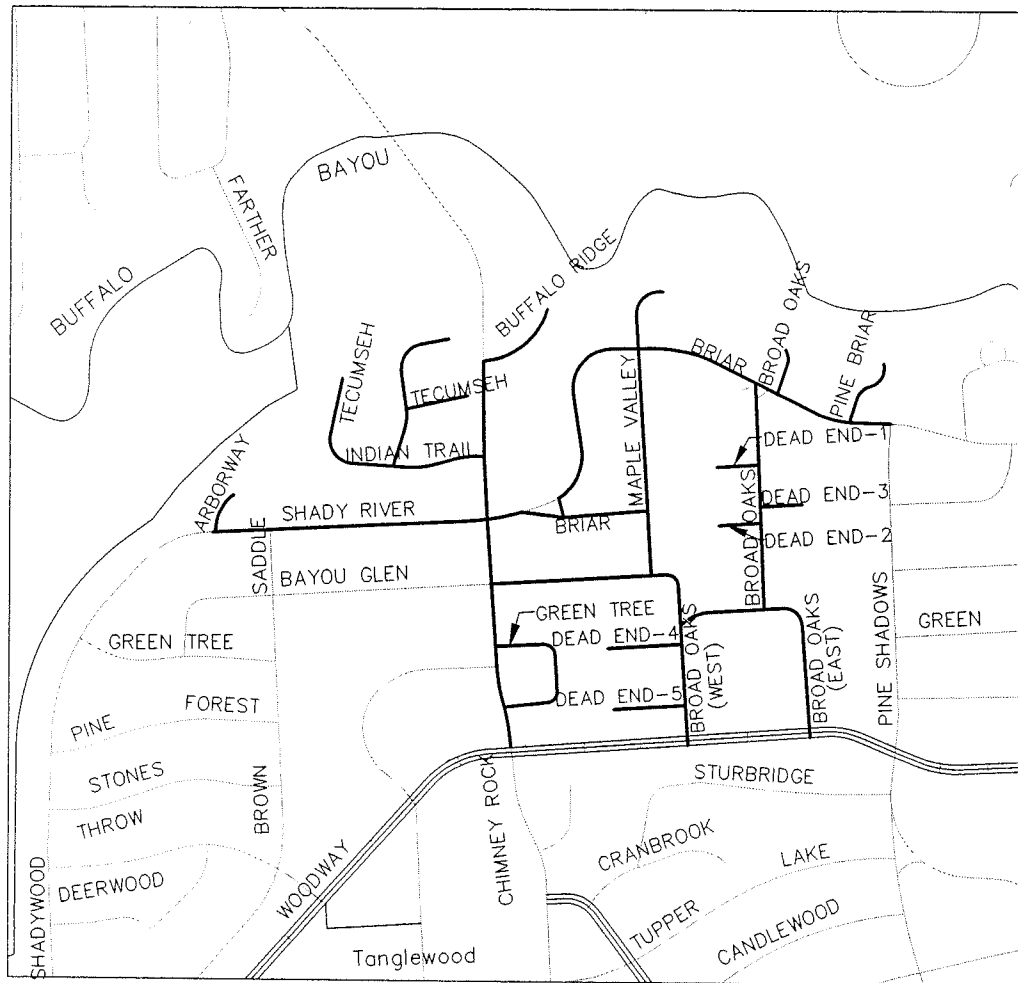 BAYOU
FARTHER
BUFFALO
BUFFALO RIDGE
BROAD OAKS
PINE BRIAR
BRIAR
TECUMSEH
TECUMSEH
MAPLE VALLEY
INDIAN TRAIL
DEAD END-1
ARBORWAY
SHADY RIVER
BRIAR
BROAD OAKS
DEAD END-3
DEAD END-2
SADDLE
BAYOU GLEN
GREEN TREE
GREEN TREE
DEAD END-4
BROAD OAKS
(WEST)
BROAD OAKS
(EAST)
PINE SHADOWS
GREEN
DEAD END-5
PINE
FOREST
STONES
THROW
BROWN
DEERWOOD
SHADYWOOD
WOODWAY
CHIMNEY ROCK
STURBRIDGE
CRANBROOK
LAKE
TUPPER
CANDLEWOOD
Tanglewood